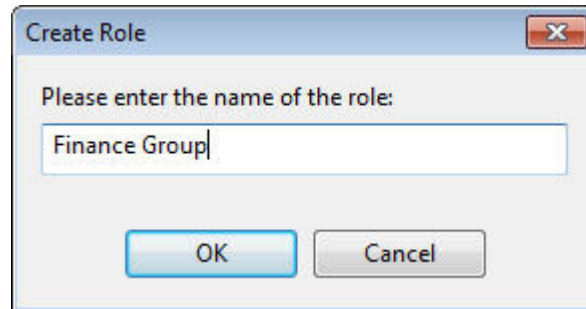 Create Role
Please enter the name of the role:
Finance Group
OK
Cancel